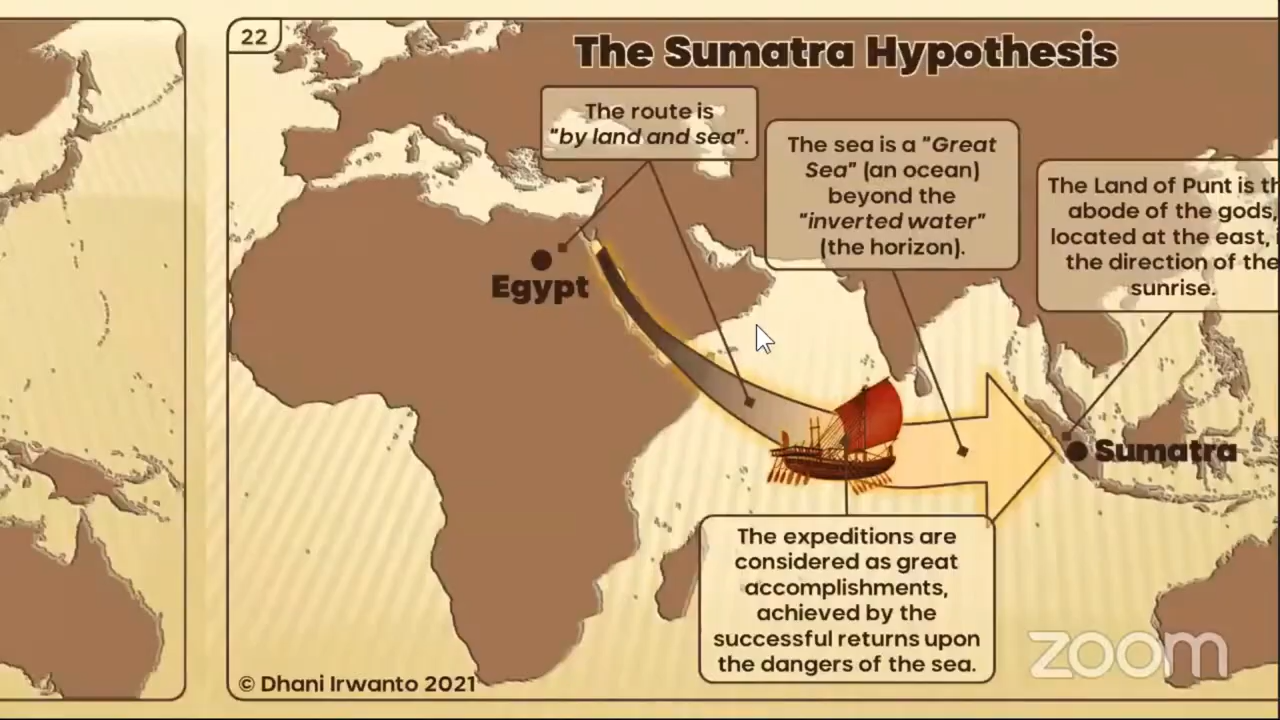 22
The Sumatra Hypothesis
The route is
"by land and sea".
The sea is a "Great
Sea" (an ocean)
beyond the
"inverted water"
(the horizon).
The Land of Punt is
abode of the gods,
located at the east,
the direction of the
sunrise.
Egypt
Sumatra
The expeditions are
considered as great
accomplishments,
achieved by the
successful returns upon
the dangers of the sea.
© Dhani Irwanto 2021
zoom